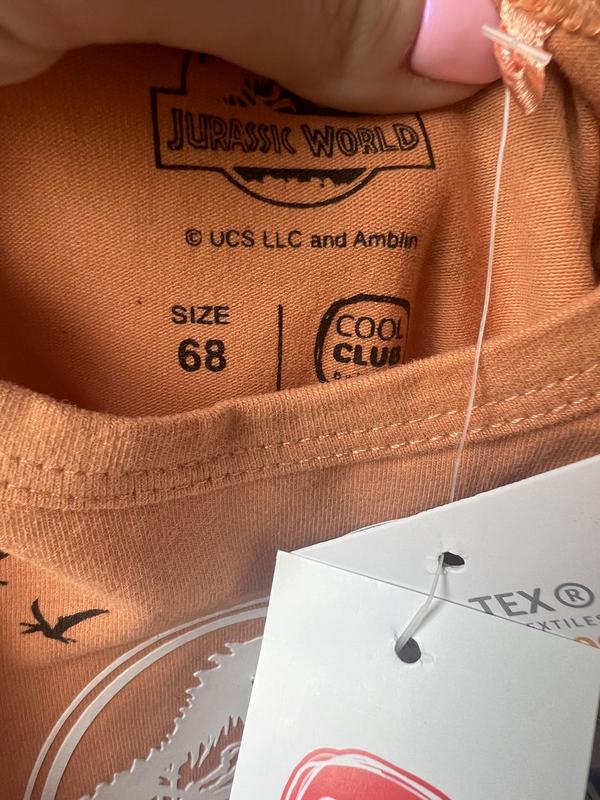 JURASSIC WORLD
© UCS LLC and Amblin
SIZE
68
COOL
CLUB
TEX®